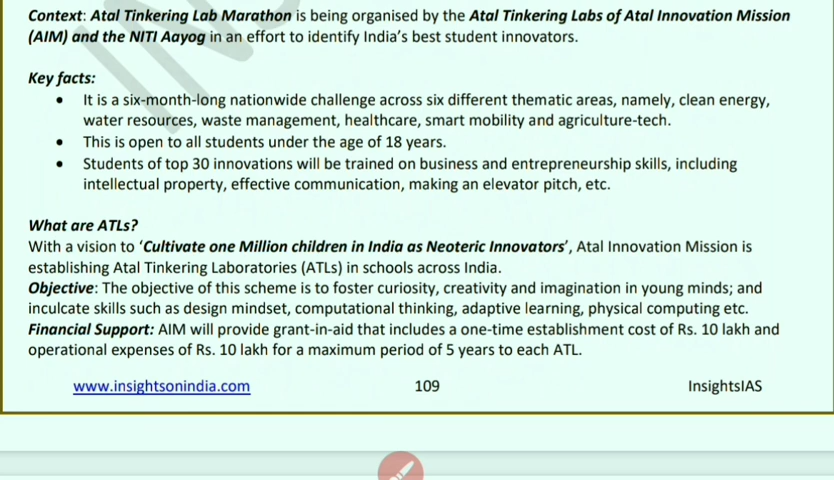 Context: Atal Tinkering Lab Marathon is being organised by the Atal Tinkering Labs of Atal Innovation Mission
(AIM) and the NITI Aayog in an effort to identify India's best student innovators.
Key facts:
• It is a six-month-long nationwide challenge across six different thematic areas, namely, clean energy,
water resources, waste management, healthcare, smart mobility and agriculture-tech.
• This is open to all students under the age of 18 years.
• Students of top 30 innovations will be trained on business and entrepreneurship skills, including
intellectual property, effective communication, making an elevator pitch, etc.
What are ATLs?
With a vision to 'Cultivate one Million children in India as Neoteric Innovators', Atal Innovation Mission is
establishing Atal Tinkering Laboratories (ATLs) in schools across India.
Objective: The objective of this scheme is to foster curiosity, creativity and imagination in young minds; and
inculcate skills such as design mindset, computational thinking, adaptive learning, physical computing etc.
Financial Support: AIM will provide grant-in-aid that includes a one-time establishment cost of Rs. 10 lakh and
operational expenses of Rs. 10 lakh for a maximum period of 5 years to each ATL.
www.insightsonindia.com 109 InsightsIAS